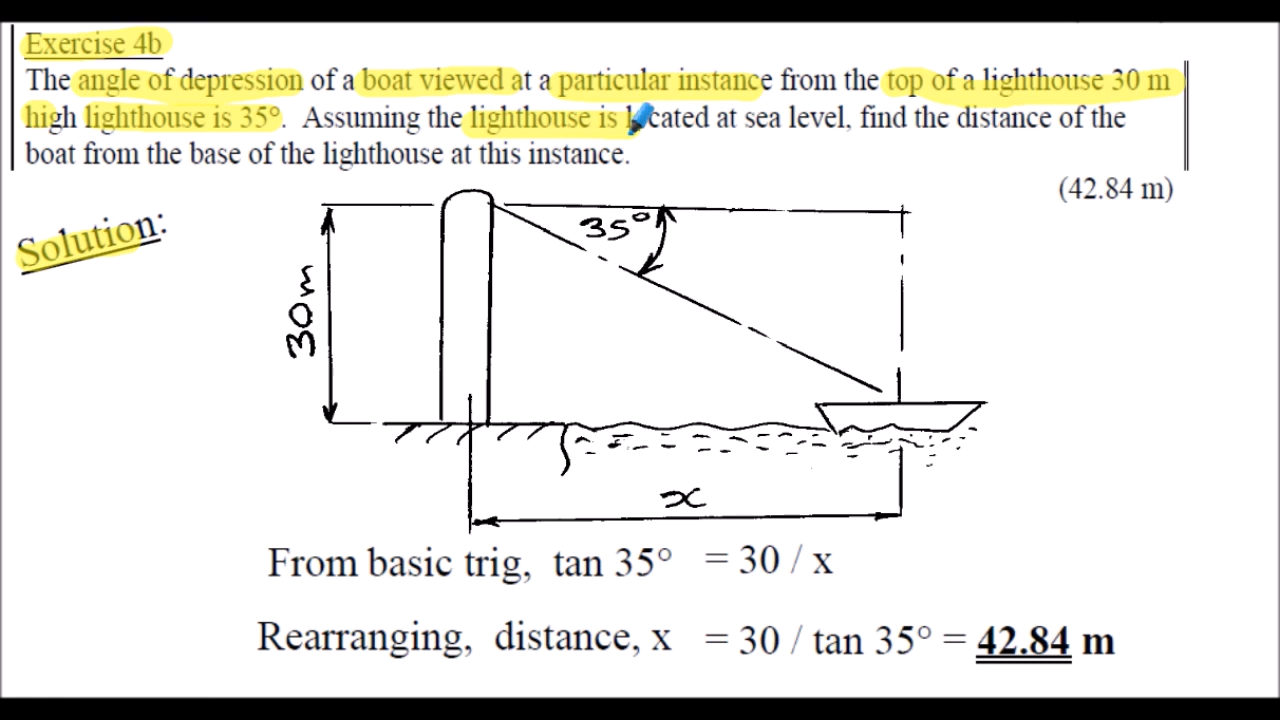 Exercise 4b
The angle of depression of a boat viewed at a particular instance from the top of a lighthouse 30 m
high lighthouse is 35°. Assuming the lighthouse is located at sea level, find the distance of the
boat from the base of the lighthouse at this instance.
(42.84 m)
Solution:
35°
30m
x
From basic trig, tan 35° = 30 / x
Rearranging, distance, x = 30 / tan 35° = 42.84 m